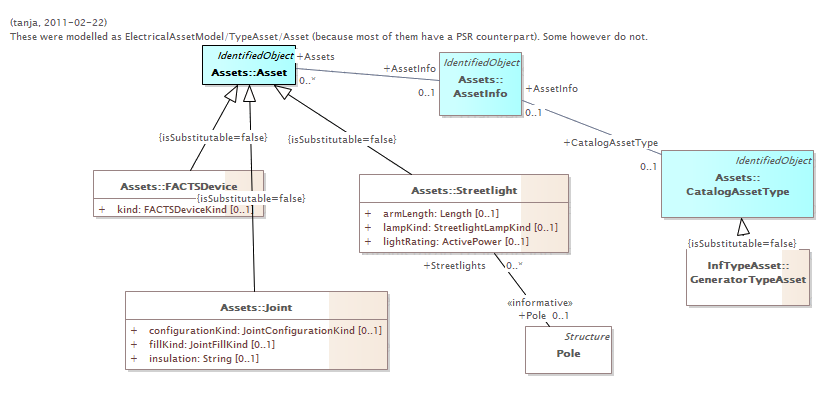 (tanja, 2011-02-22)
These were modelled as ElectricalAssetModel/TypeAsset/Asset (because most of them have a PSR counterpart). Some however do not.
IdentifiedObject
Assets::Asset
+Assets
0..*
+AssetInfo
0..1
IdentifiedObject
Assets::
AssetInfo
+AssetInfo
0..1
+CatalogAssetType
0..1
IdentifiedObject
Assets::
CatalogAssetType
{isSubstitutable=false}
{isSubstitutable=false}
{isSubstitutable=false}
{isSubstitutable=false}
Assets::FACTSDevice
+ kind: FACTSDeviceKind [0..1]
Assets::Streetlight
+ armLength: Length [0..1]
+ lampKind: StreetlightLampKind [0..1]
+ lightRating: ActivePower [0..1]
InfTypeAsset::
GeneratorTypeAsset
+Streetlights
0..*
«informative»
+Pole 0..1
Structure
Pole
Assets::Joint
+ configurationKind: JointConfigurationKind [0..1]
+ fillKind: JointFillKind [0..1]
+ insulation: String [0..1]